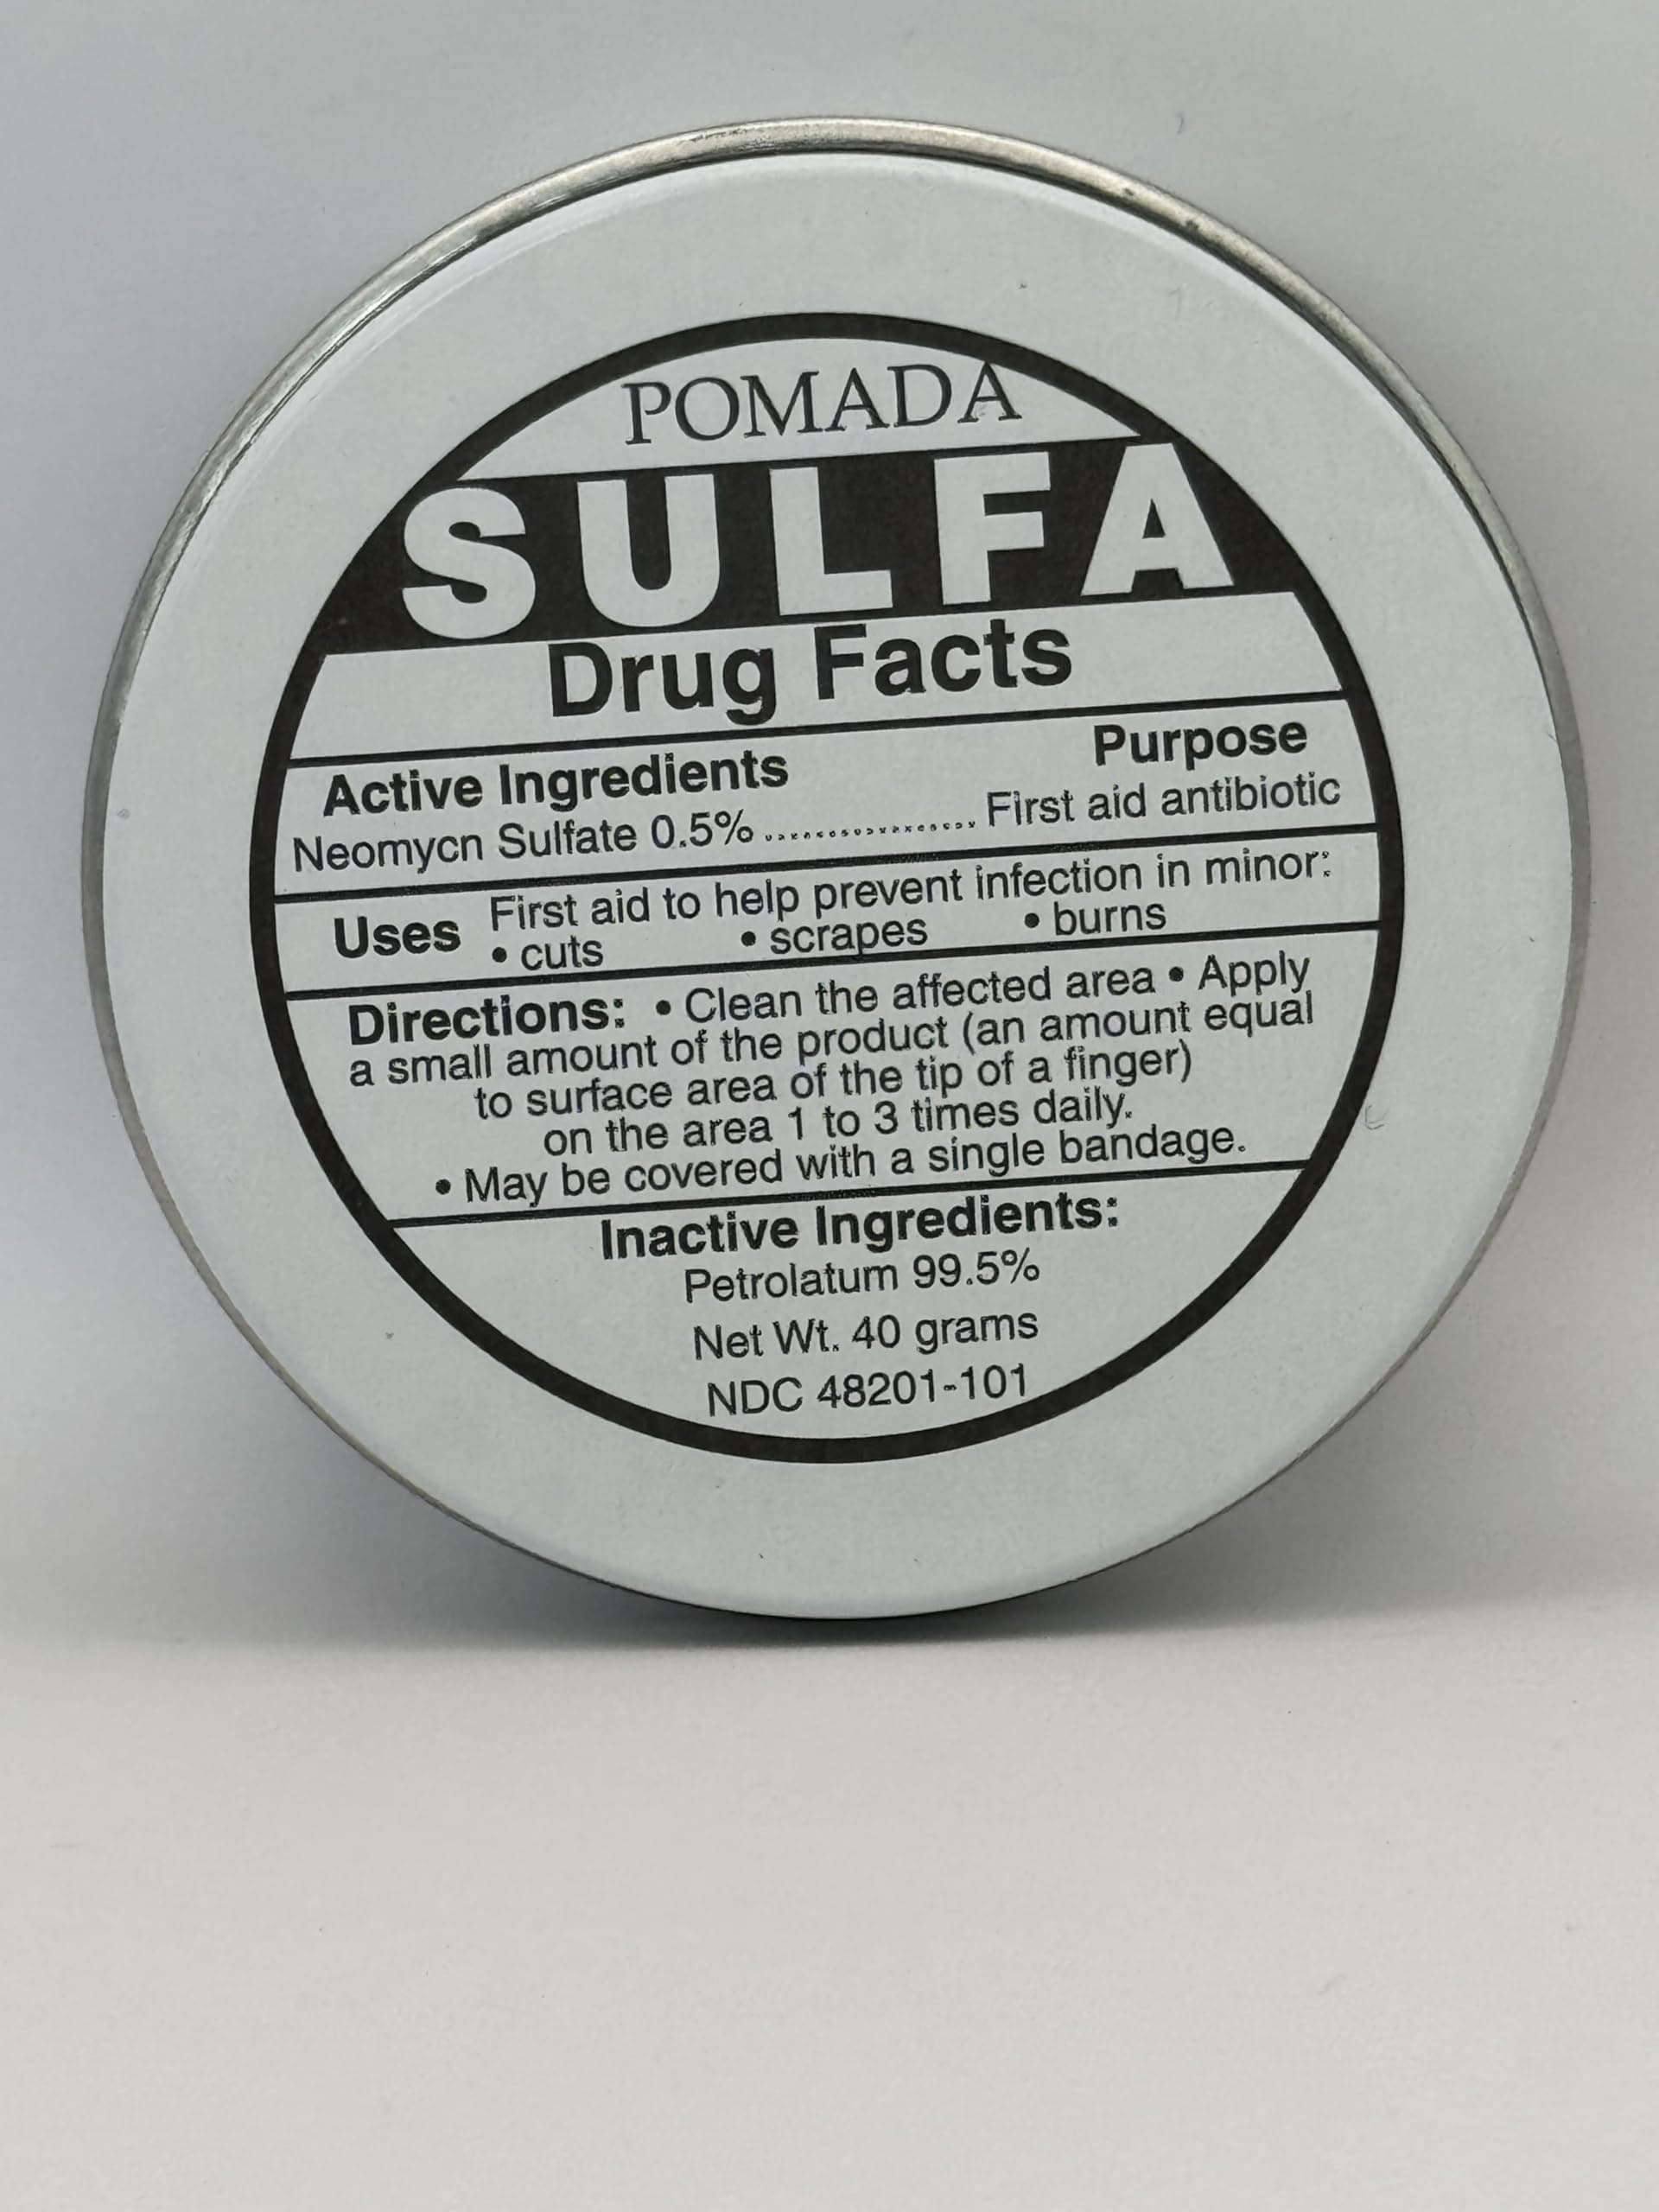 POMADA
SULFA
Drug Facts
Active Ingredients Purpose
Neomycn Sulfate 0.5% .................... First aid antibiotic
Uses First aid to help prevent infection in minor:
• cuts • scrapes • burns
Directions: • Clean the affected area • Apply
a small amount of the product (an amount equal
to surface area of the tip of a finger)
on the area 1 to 3 times daily.
• May be covered with a single bandage.
Inactive Ingredients:
Petrolatum 99.5%
Net Wt. 40 grams
NDC 48201-101